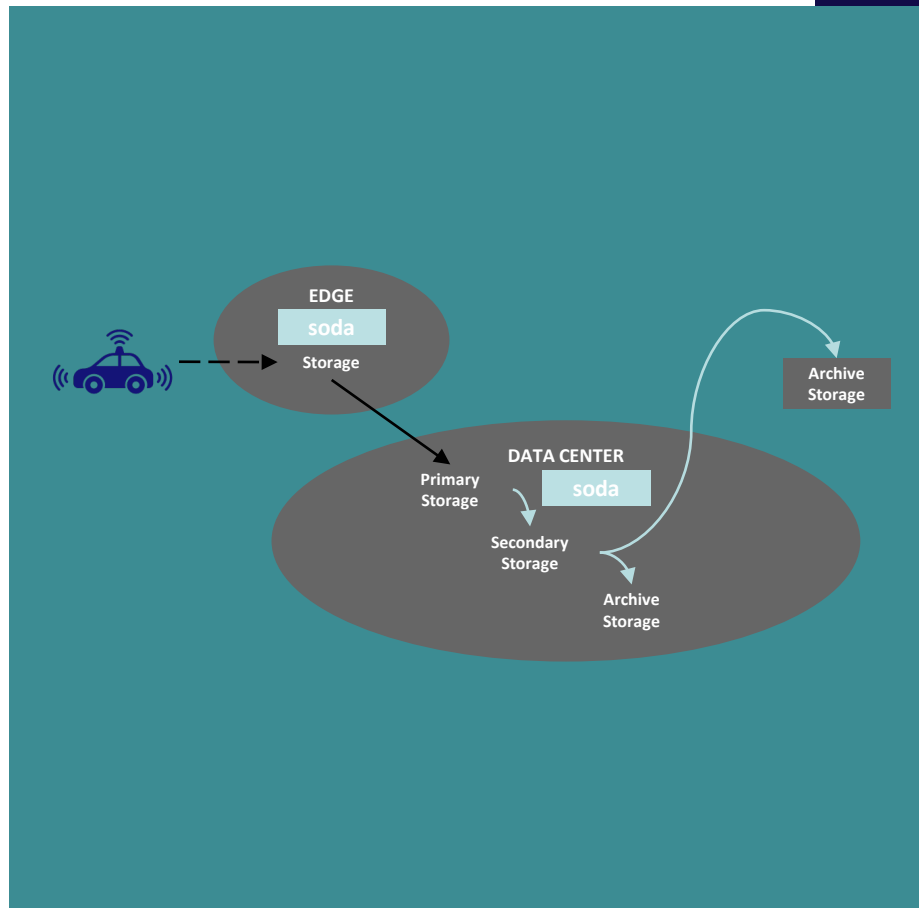 EDGE
soda
Storage
Archive
Storage
DATA CENTER
Primary
Storage
soda
Secondary
Storage
Archive
Storage